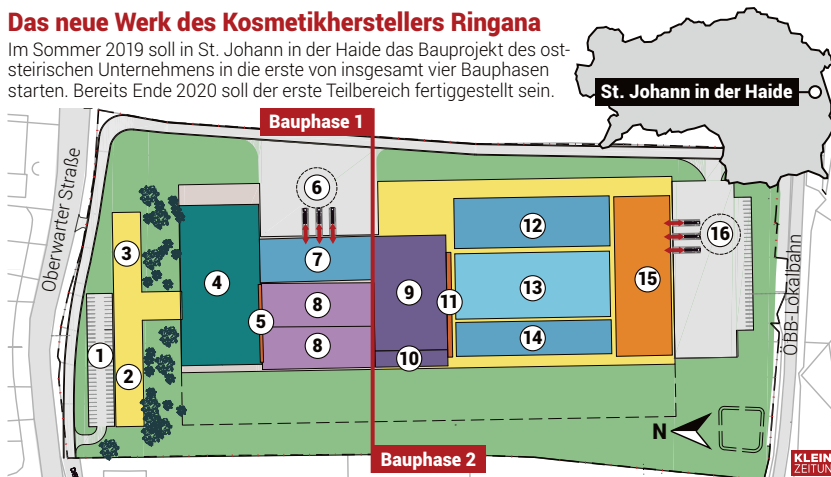 Das neue Werk des Kosmetikherstellers Ringana
Im Sommer 2019 soll in St. Johann in der Haide das Bauprojekt des ost-
steirischen Unternehmens in die erste von insgesamt vier Bauphasen
starten. Bereits Ende 2020 soll der erste Teilbereich fertiggestellt sein.
St. Johann in der Haide
Bauphase 1
Oberwarter Straße
6
3
12
16
7
4
9
13
15
11
8
5
14
1
8
10
2
ÖBB-Lokalbahn
N
Bauphase 2
KLEINE
ZEITUNG